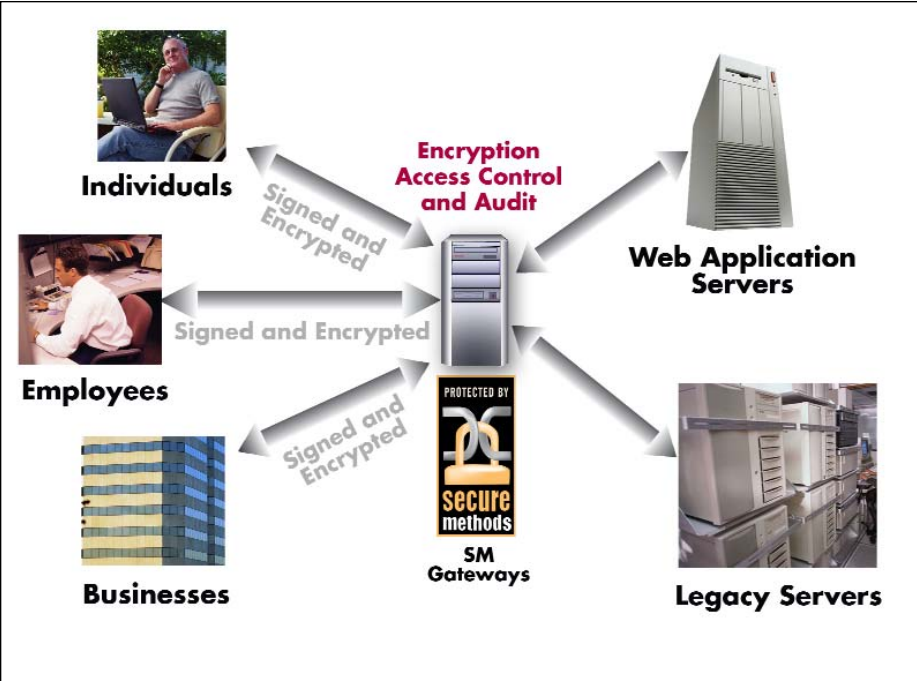 Individuals
Signed and
Encrypted
Employees
Signed and Encrypted
Businesses
Signed and
Encrypted
Encryption
Access Control
and Audit
PROTECTED BY
secure
methods
SM
Gateways
Web Application
Servers
Legacy Servers